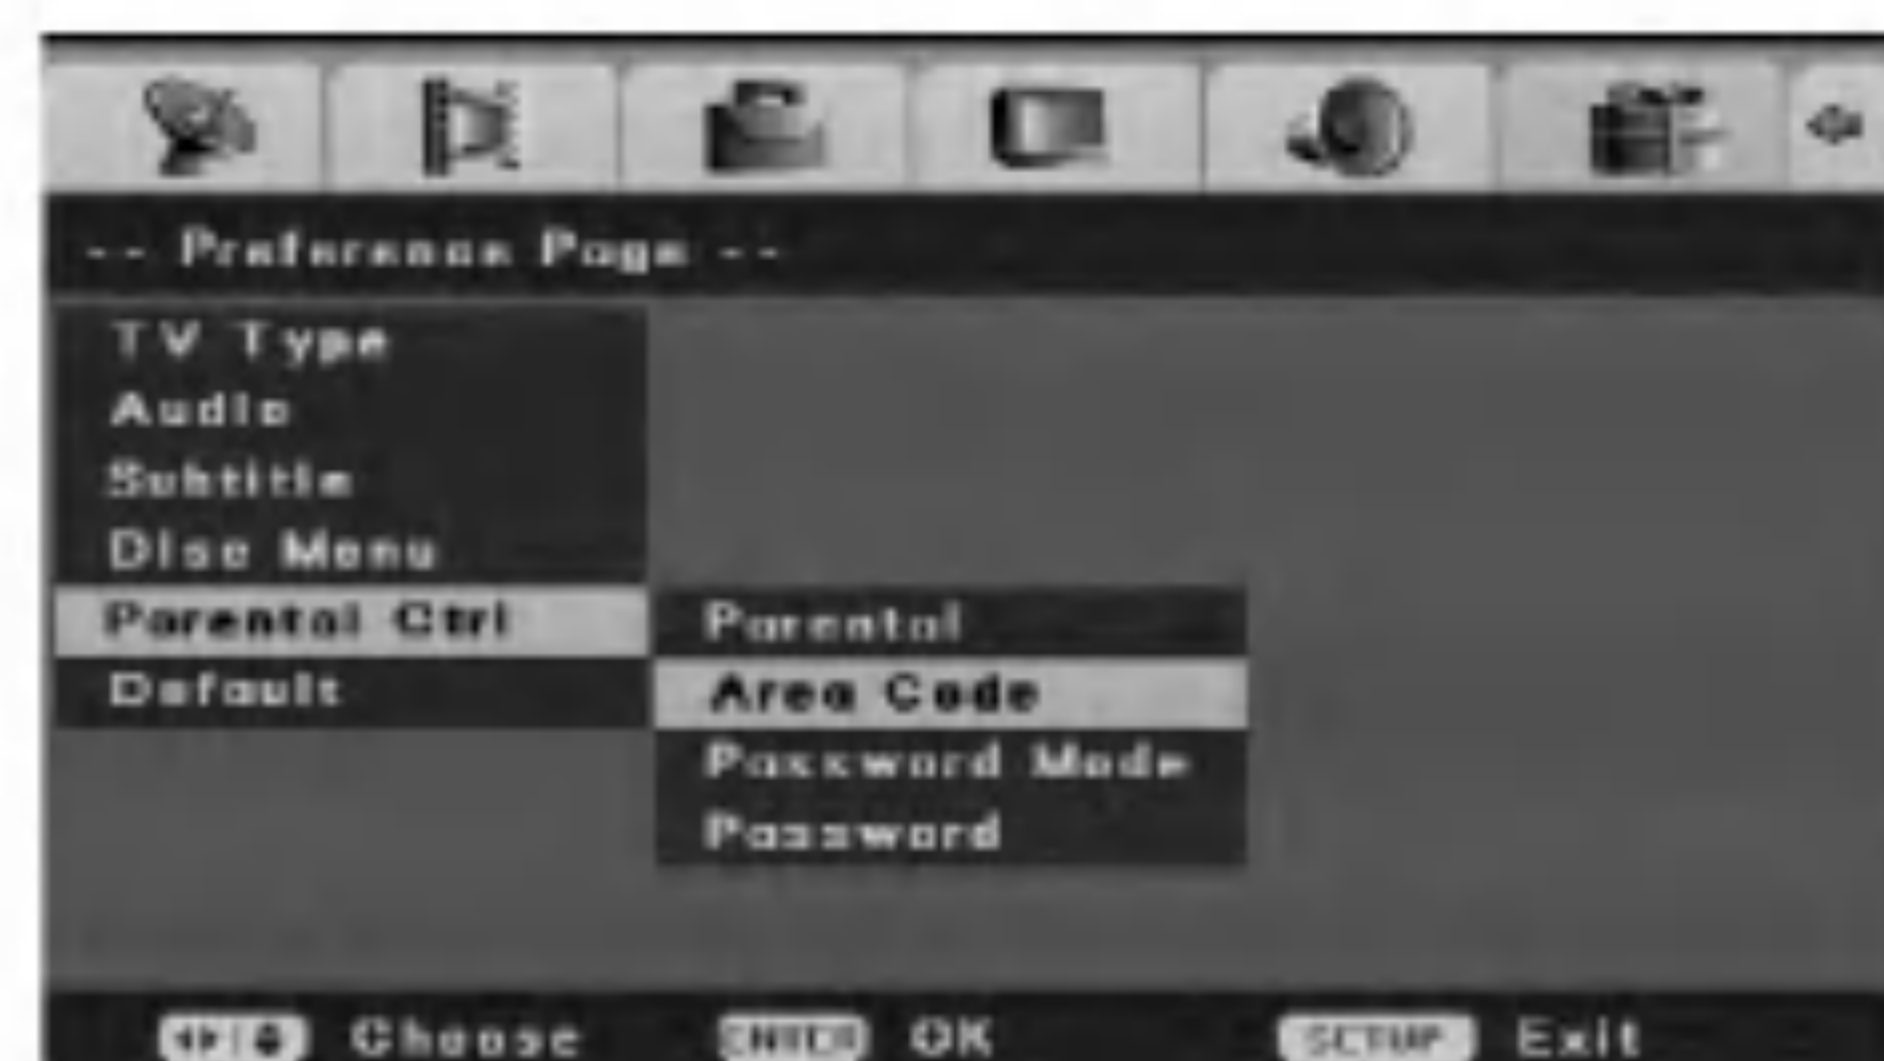 -- Preference Page --
TV Type
Audio
Subtitle
Disc Menu
Parental Ctrl
Parental
Default
Area Code
Password Mode
Password
Choose ENTER OK SETUP Exit